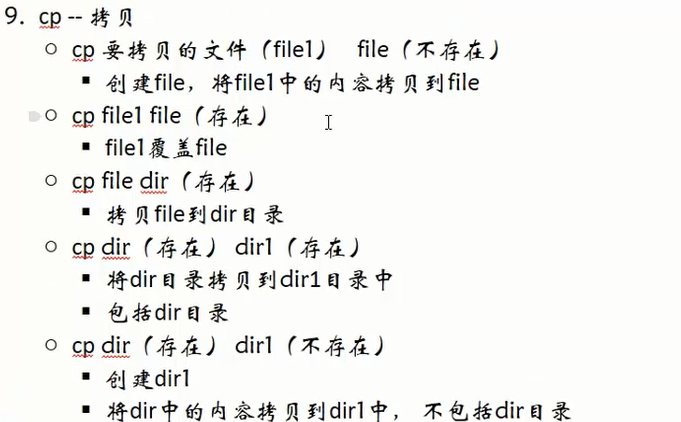 9. cp -- 拷贝
○ cp 要拷贝的文件（file1） file（不存在）
▪ 创建file，将file1中的内容拷贝到file
○ cp file1 file（存在）
▪ file1覆盖file
○ cp file dir（存在）
▪ 拷贝file到dir目录
○ cp dir（存在） dir1（存在）
▪ 将dir目录拷贝到dir1目录中
▪ 包括dir目录
○ cp dir（存在） dir1（不存在）
▪ 创建dir1
▪ 将dir中的内容拷贝到dir1中， 不包括dir目录